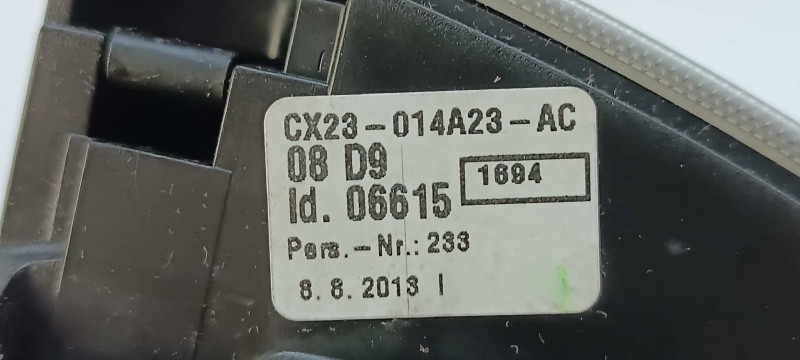 CX23-014A23-AC
08 D9
1694
Id. 06615
Pers.-Nr.: 233
8.8.2013 I